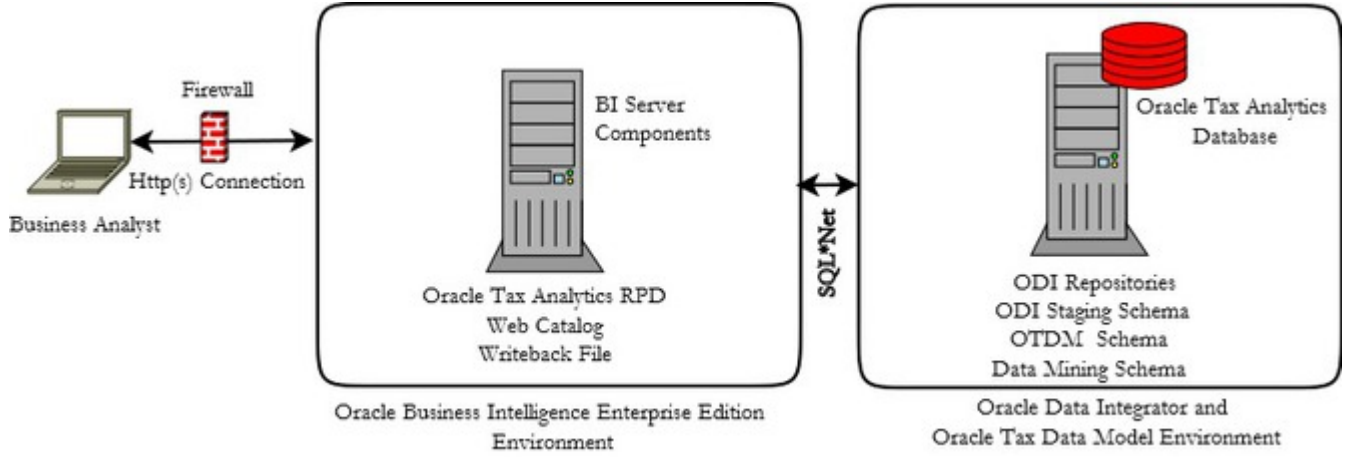 Firewall
Http(s) Connection
Business Analyst
BI Server
Components
Oracle Tax Analytics RPD
Web Catalog
Writeback File
Oracle Business Intelligence Enterprise Edition
Environment
SQL*Net
Oracle Tax Analytics
Database
ODI Repositories
ODI Staging Schema
OTDM Schema
Data Mining Schema
Oracle Data Integrator and
Oracle Tax Data Model Environment